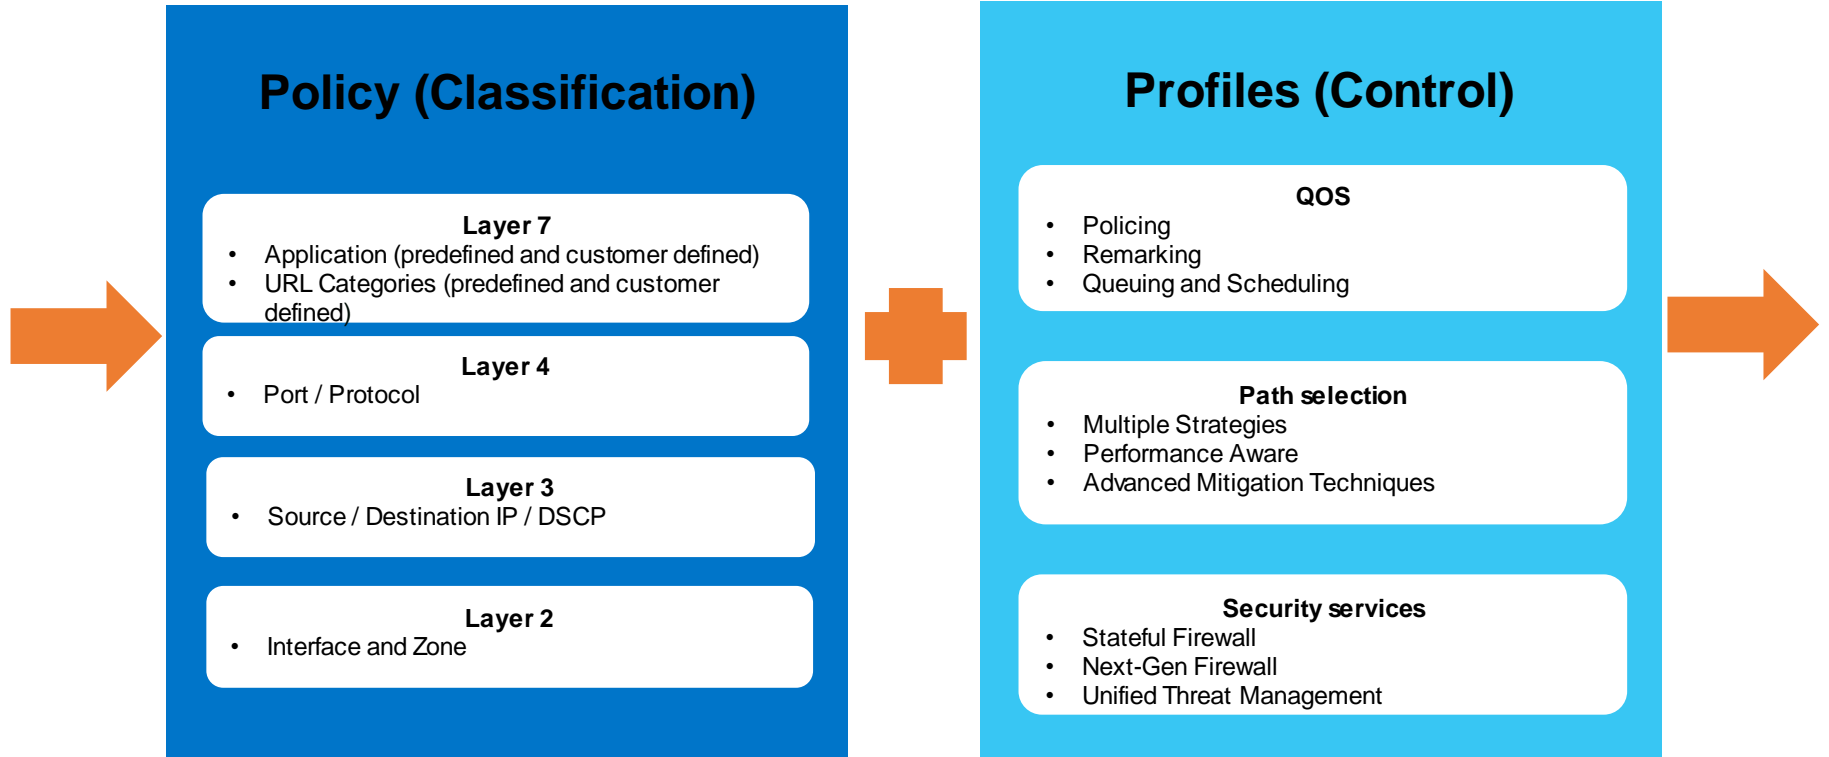 Policy (Classification)
Layer 7
• Application (predefined and customer defined)
• URL Categories (predefined and customer
defined)
Layer 4
• Port / Protocol
Layer 3
• Source / Destination IP / DSCP
Layer 2
• Interface and Zone
Profiles (Control)
QOS
• Policing
• Remarking
• Queuing and Scheduling
Path selection
• Multiple Strategies
• Performance Aware
• Advanced Mitigation Techniques
Security services
• Stateful Firewall
• Next-Gen Firewall
• Unified Threat Management